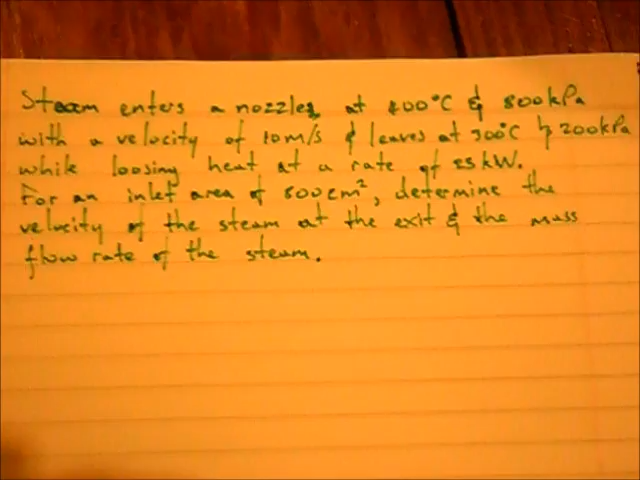 Steam enters a nozzle at 400°C & 800kPa
with a velocity of 10m/s & leaves at 300°C & 200kPa
while loosing heat at a rate of 25kW.
For an inlet area of 800cm², determine the
velocity of the steam at the exit & the mass
flow rate of the steam.